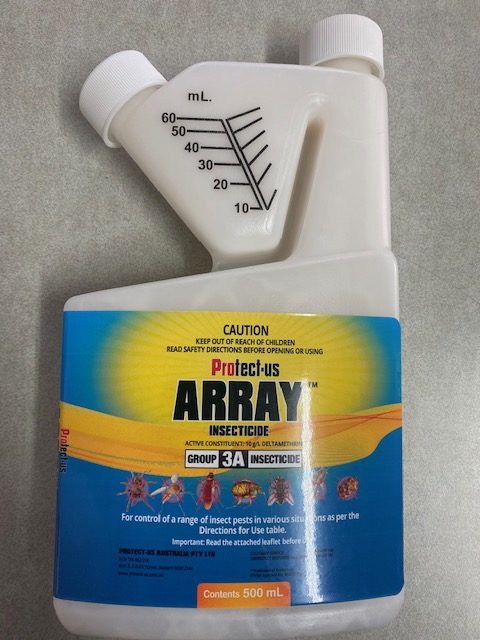 mL.
60
50
40
30
20
10
CAUTION
KEEP OUT OF REACH OF CHILDREN
READ SAFETY DIRECTIONS BEFORE OPENING OR USING
Protect-us
ARRAY™
INSECTICIDE
ACTIVE CONSTITUENT: 10 g/L DELTAMETHRIN
GROUP 3A INSECTICIDE
Protect-us
For control of a range of insect pests in various situations as per the
Directions for Use table.
Important: Read the attached leaflet before
PROTECT-US AUSTRALIA PTY LTD
Contents 500 mL